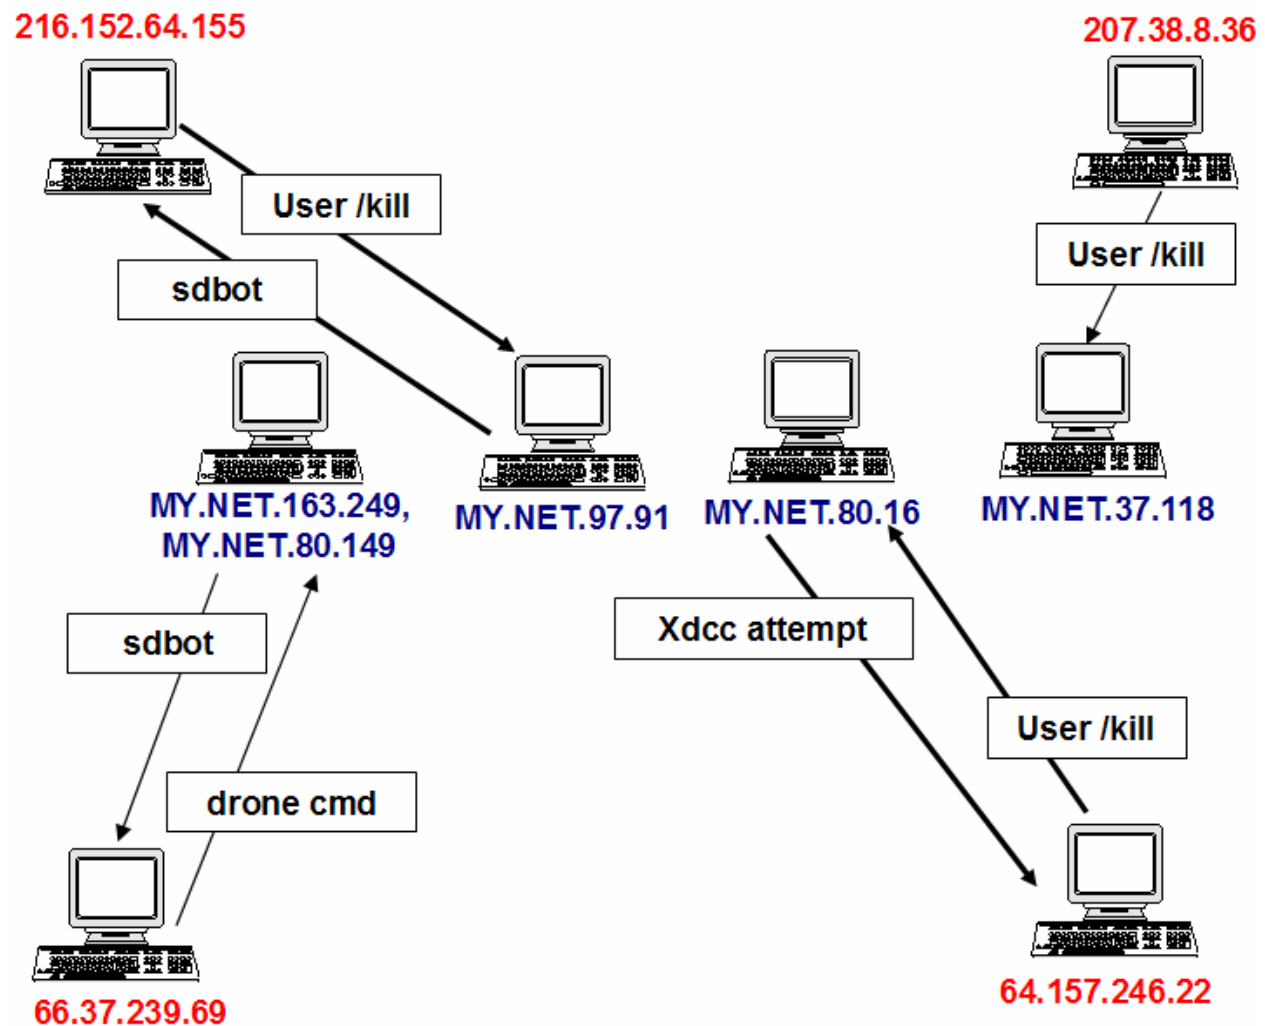 216.152.64.155
207.38.8.36
User /kill
User /kill
sdbot
MY.NET.163.249,
MY.NET.80.149
MY.NET.97.91
MY.NET.80.16
MY.NET.37.118
sdbot
Xdcc attempt
User /kill
drone cmd
66.37.239.69
64.157.246.22